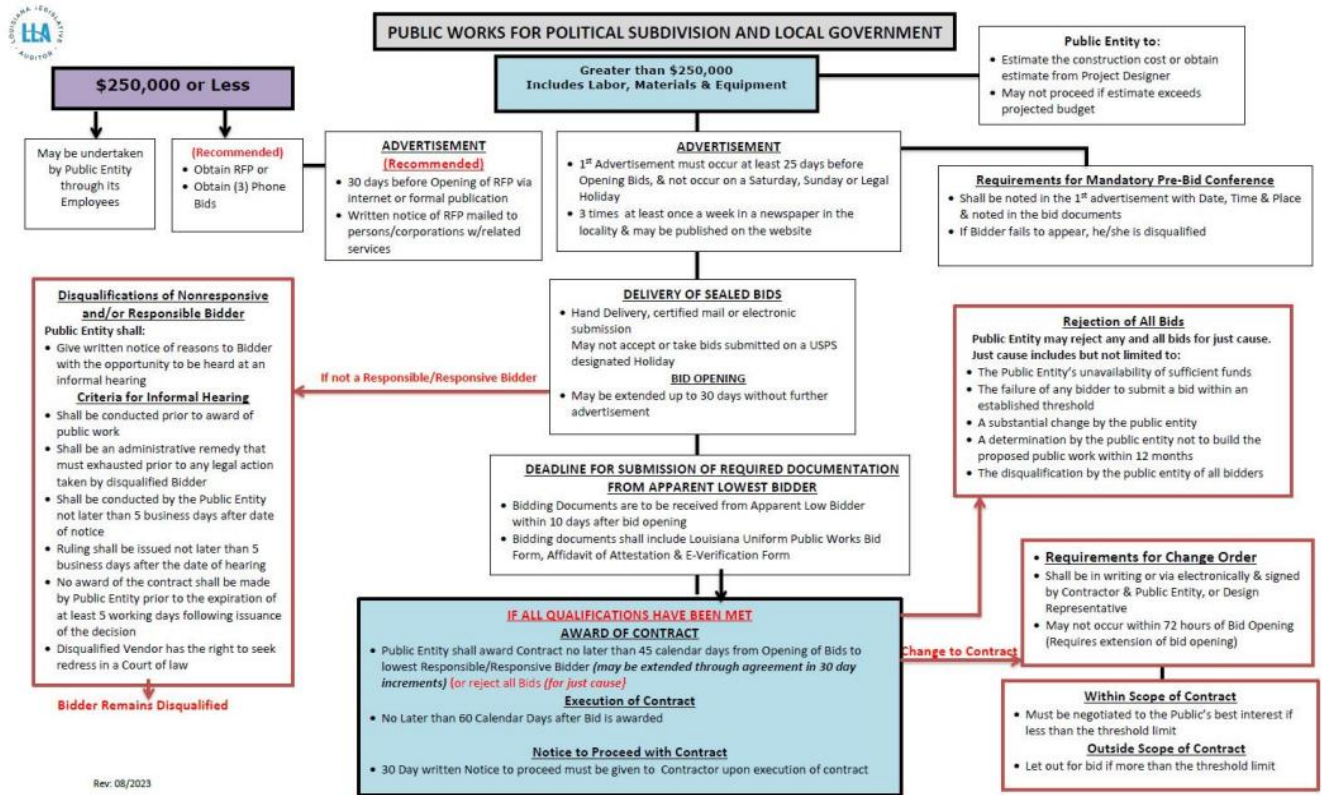 LOUISIANA LEGISLATIVE
LLA
AUDITOR
PUBLIC WORKS FOR POLITICAL SUBDIVISION AND LOCAL GOVERNMENT
$250,000 or Less
Greater than $250,000
Includes Labor, Materials & Equipment
Public Entity to:
• Estimate the construction cost or obtain
estimate from Project Designer
• May not proceed if estimate exceeds
projected budget
May be undertaken
by Public Entity
through its
Employees
(Recommended)
• Obtain RFP or
• Obtain (3) Phone
Bids
ADVERTISEMENT
(Recommended)
• 30 days before Opening of RFP via
internet or formal publication
• Written notice of RFP mailed to
persons/corporations w/related
services
ADVERTISEMENT
• 1st Advertisement must occur at least 25 days before
Opening Bids, & not occur on a Saturday, Sunday or Legal
Holiday
• 3 times at least once a week in a newspaper in the
locality & may be published on the website
Requirements for Mandatory Pre-Bid Conference
• Shall be noted in the 1st advertisement with Date, Time & Place
& noted in the bid documents
• If Bidder fails to appear, he/she is disqualified
Disqualifications of Nonresponsive
and/or Responsible Bidder
Public Entity shall:
• Give written notice of reasons to Bidder
with the opportunity to be heard at an
informal hearing
Criteria for Informal Hearing
• Shall be conducted prior to award of
public work
• Shall be an administrative remedy that
must exhausted prior to any legal action
taken by disqualified Bidder
• Shall be conducted by the Public Entity
not later than 5 business days after date
of notice
• Ruling shall be issued not later than 5
business days after the date of hearing
• No award of the contract shall be made
by Public Entity prior to the expiration of
at least 5 working days following issuance
of the decision
• Disqualified Vendor has the right to seek
redress in a Court of law
Bidder Remains Disqualified
If not a Responsible/Responsive Bidder
DELIVERY OF SEALED BIDS
• Hand Delivery, certified mail or electronic
submission
May not accept or take bids submitted on a USPS
designated Holiday
BID OPENING
• May be extended up to 30 days without further
advertisement
DEADLINE FOR SUBMISSION OF REQUIRED DOCUMENTATION
FROM APPARENT LOWEST BIDDER
• Bidding Documents are to be received from Apparent Low Bidder
within 10 days after bid opening
• Bidding documents shall include Louisiana Uniform Public Works Bid
Form, Affidavit of Attestation & E-Verification Form
Rejection of All Bids
Public Entity may reject any and all bids for just cause.
Just cause includes but not limited to:
• The Public Entity's unavailability of sufficient funds
• The failure of any bidder to submit a bid within an
established threshold
• A substantial change by the public entity
• A determination by the public entity not to build the
proposed public work within 12 months
• The disqualification by the public entity of all bidders
IF ALL QUALIFICATIONS HAVE BEEN MET
AWARD OF CONTRACT
• Public Entity shall award Contract no later than 45 calendar days from Opening of Bids to
lowest Responsible/Responsive Bidder (may be extended through agreement in 30 day
increments) (or reject all Bids (for just cause}
Execution of Contract
• No Later than 60 Calendar Days after Bid is awarded
Notice to Proceed with Contract
• 30 Day written Notice to proceed must be given to Contractor upon execution of contract
Change to Contract
• Requirements for Change Order
• Shall be in writing or via electronically & signed
by Contractor & Public Entity, or Design
Representative
• May not occur within 72 hours of Bid Opening
(Requires extension of bid opening)
Within Scope of Contract
• Must be negotiated to the Public's best interest if
less than the threshold limit
Outside Scope of Contract
• Let out for bid if more than the threshold limit
Rev: 08/2023